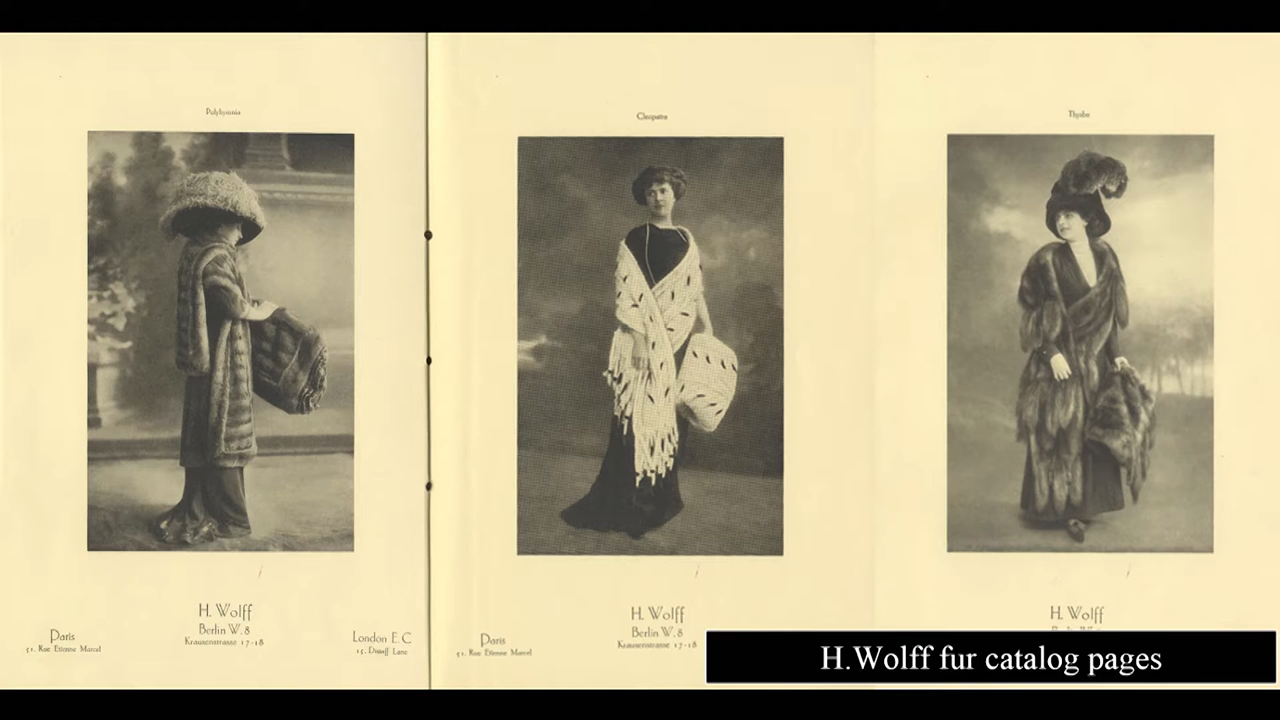 Polyhymnia
H. Wolff
Berlin W. 8
Krausenstrasse 17-18
Paris
51. Rue Etienne Marcel
London E.C
15. Distaff Lane
Cleopatra
H. Wolff
Berlin W. 8
Krausenstrasse 17-18
Paris
51. Rue Etienne Marcel
Thysbe
H. Wolff
H.Wolff fur catalog pages